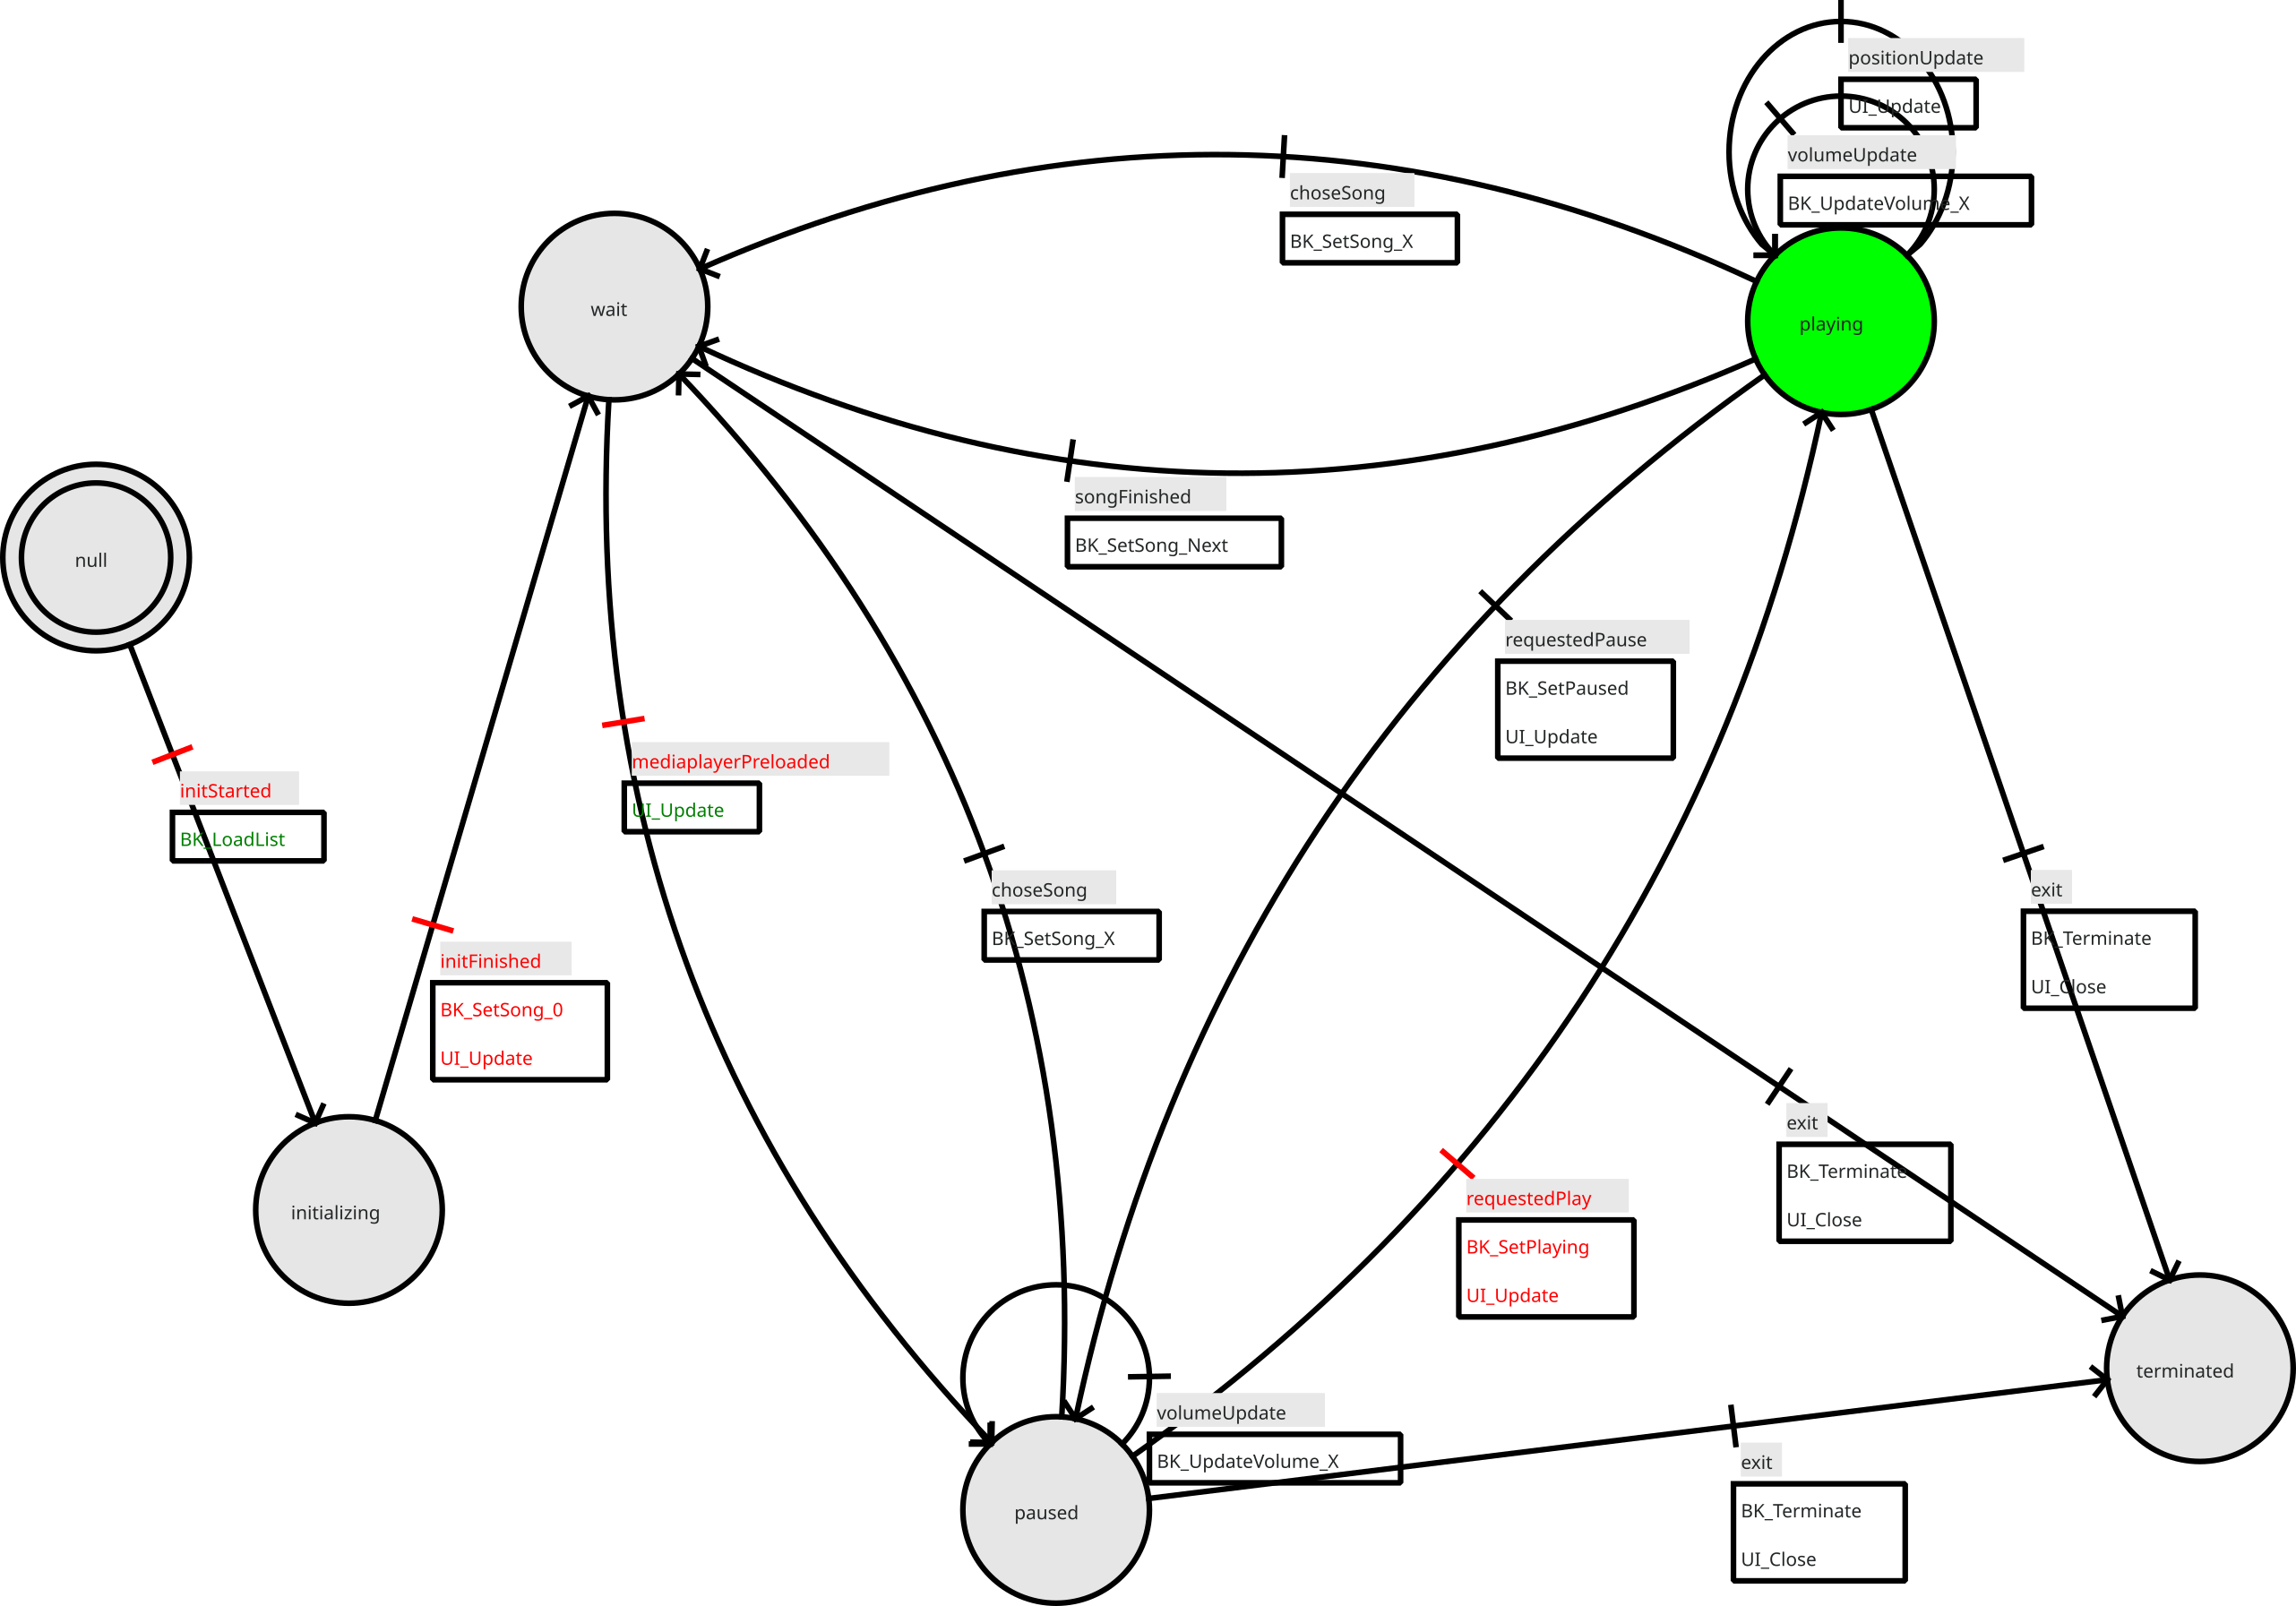 positionUpdate
UI_Update
volumeUpdate
BK_UpdateVolume_X
choseSong
BK_SetSong_X
wait
playing
songFinished
BK_SetSong_Next
null
requestedPause
BK_SetPaused
UI_Update
mediaplayerPreloaded
UI_Update
initStarted
BK_LoadList
choseSong
BK_SetSong_X
exit
BK_Terminate
UI_Close
initFinished
BK_SetSong_0
UI_Update
exit
BK_Terminate
UI_Close
requestedPlay
BK_SetPlaying
UI_Update
initializing
terminated
volumeUpdate
BK_UpdateVolume_X
exit
BK_Terminate
UI_Close
paused